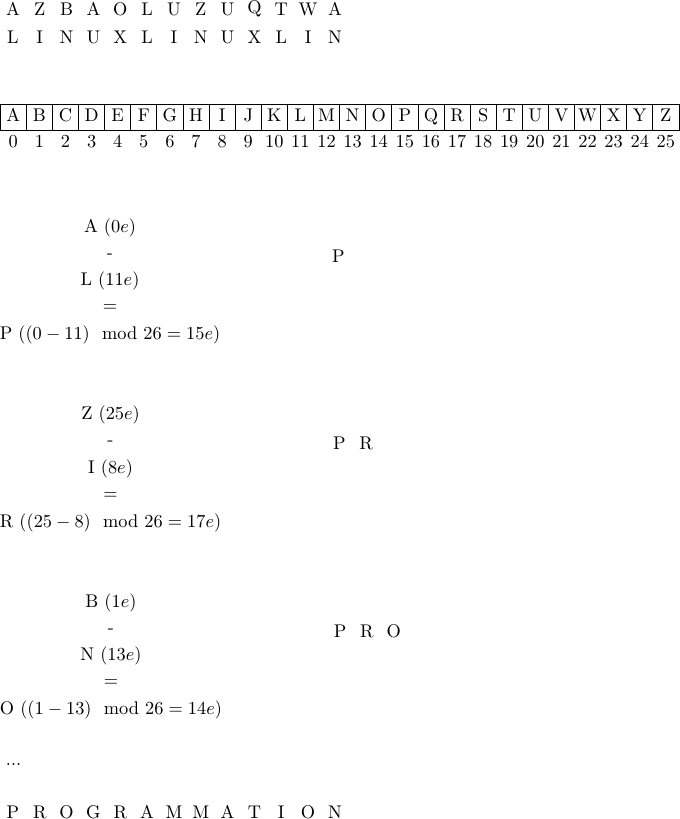 A Z B A O L U Z U Q T W A
L I N U X L I N U X L I N
A B C D E F G H I J K L M N O P Q R S T U V W X Y Z
0 1 2 3 4 5 6 7 8 9 10 11 12 13 14 15 16 17 18 19 20 21 22 23 24 25
A (0e)
-
L (11e)
=
P ((0 − 11) mod 26 = 15e)
P
Z (25e)
-
I (8e)
=
R ((25 − 8) mod 26 = 17e)
P R
B (1e)
-
N (13e)
=
O ((1 − 13) mod 26 = 14e)
P R O
...
P R O G R A M M A T I O N